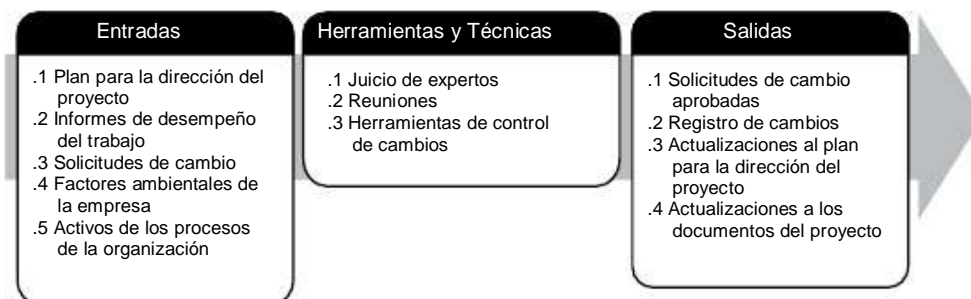 Entradas
.1 Plan para la dirección del
proyecto
.2 Informes de desempeño
del trabajo
.3 Solicitudes de cambio
.4 Factores ambientales de
la empresa
.5 Activos de los procesos
de la organización
Herramientas y Técnicas
.1 Juicio de expertos
.2 Reuniones
.3 Herramientas de control
de cambios
Salidas
.1 Solicitudes de cambio
aprobadas
.2 Registro de cambios
.3 Actualizaciones al plan
para la dirección del
proyecto
.4 Actualizaciones a los
documentos del proyecto